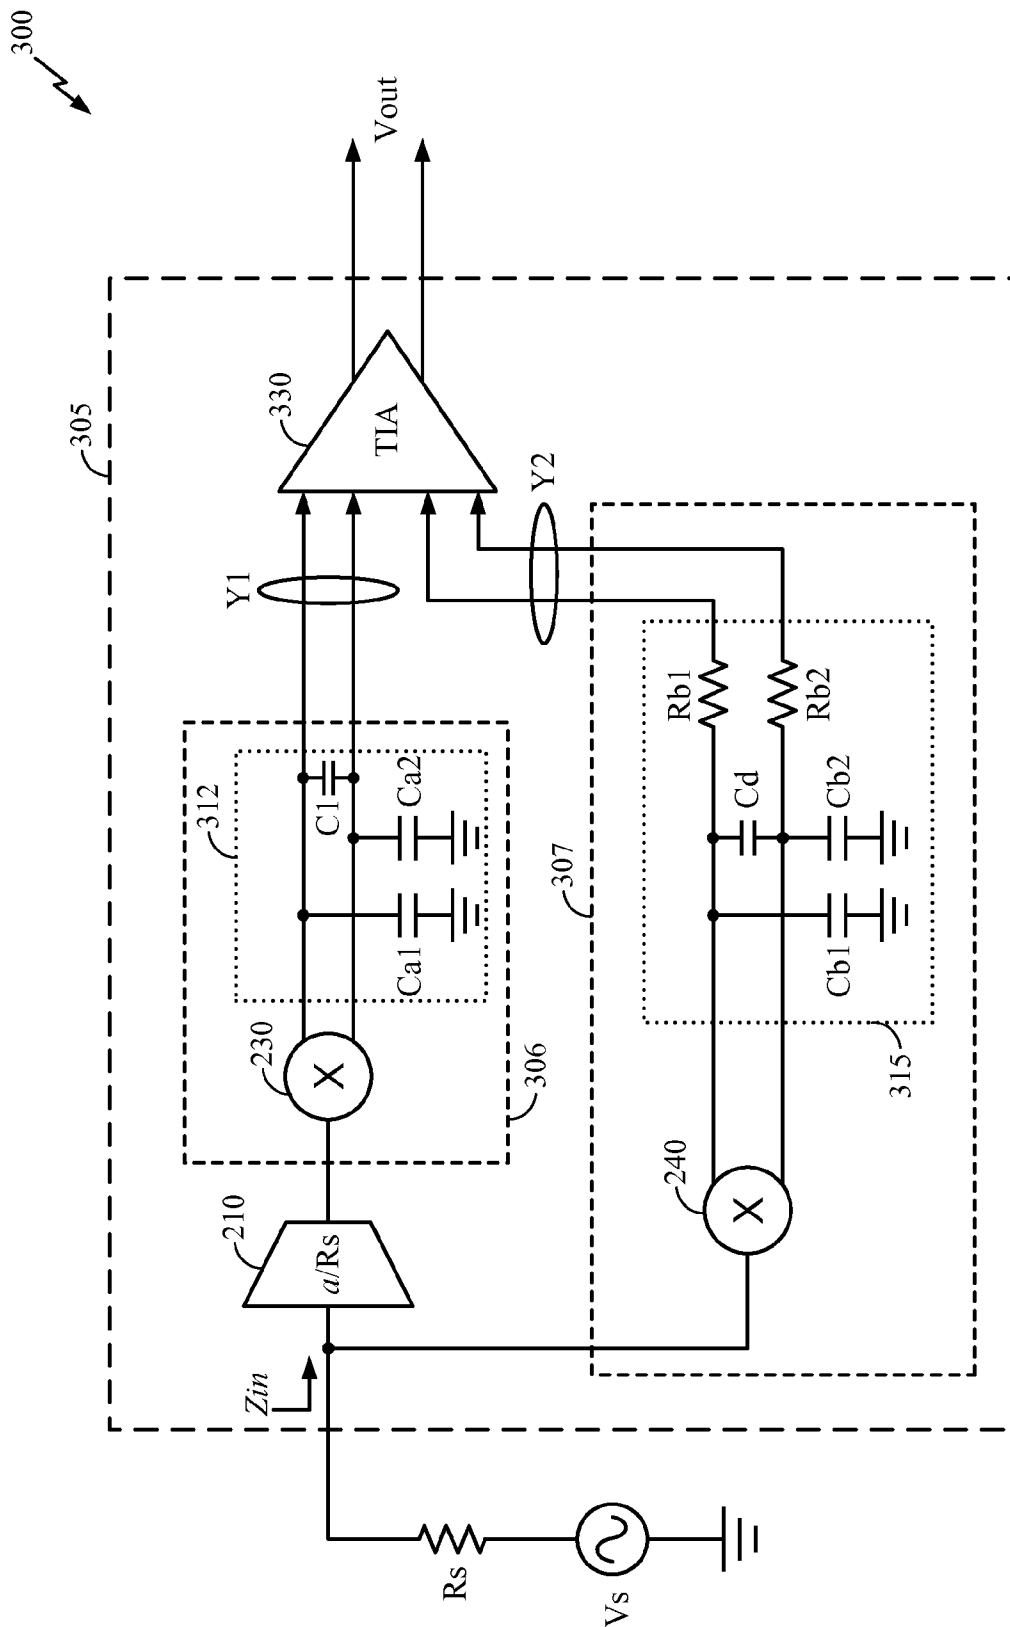 300
Vout
305
330
TIA
Y1
Y2
312
C1
Ca2
Ca1
230
X
306
210
a/Rs
Zin
307
Rb1
Rb2
Cd
Cb2
Cb1
315
240
X
Rs
Vs